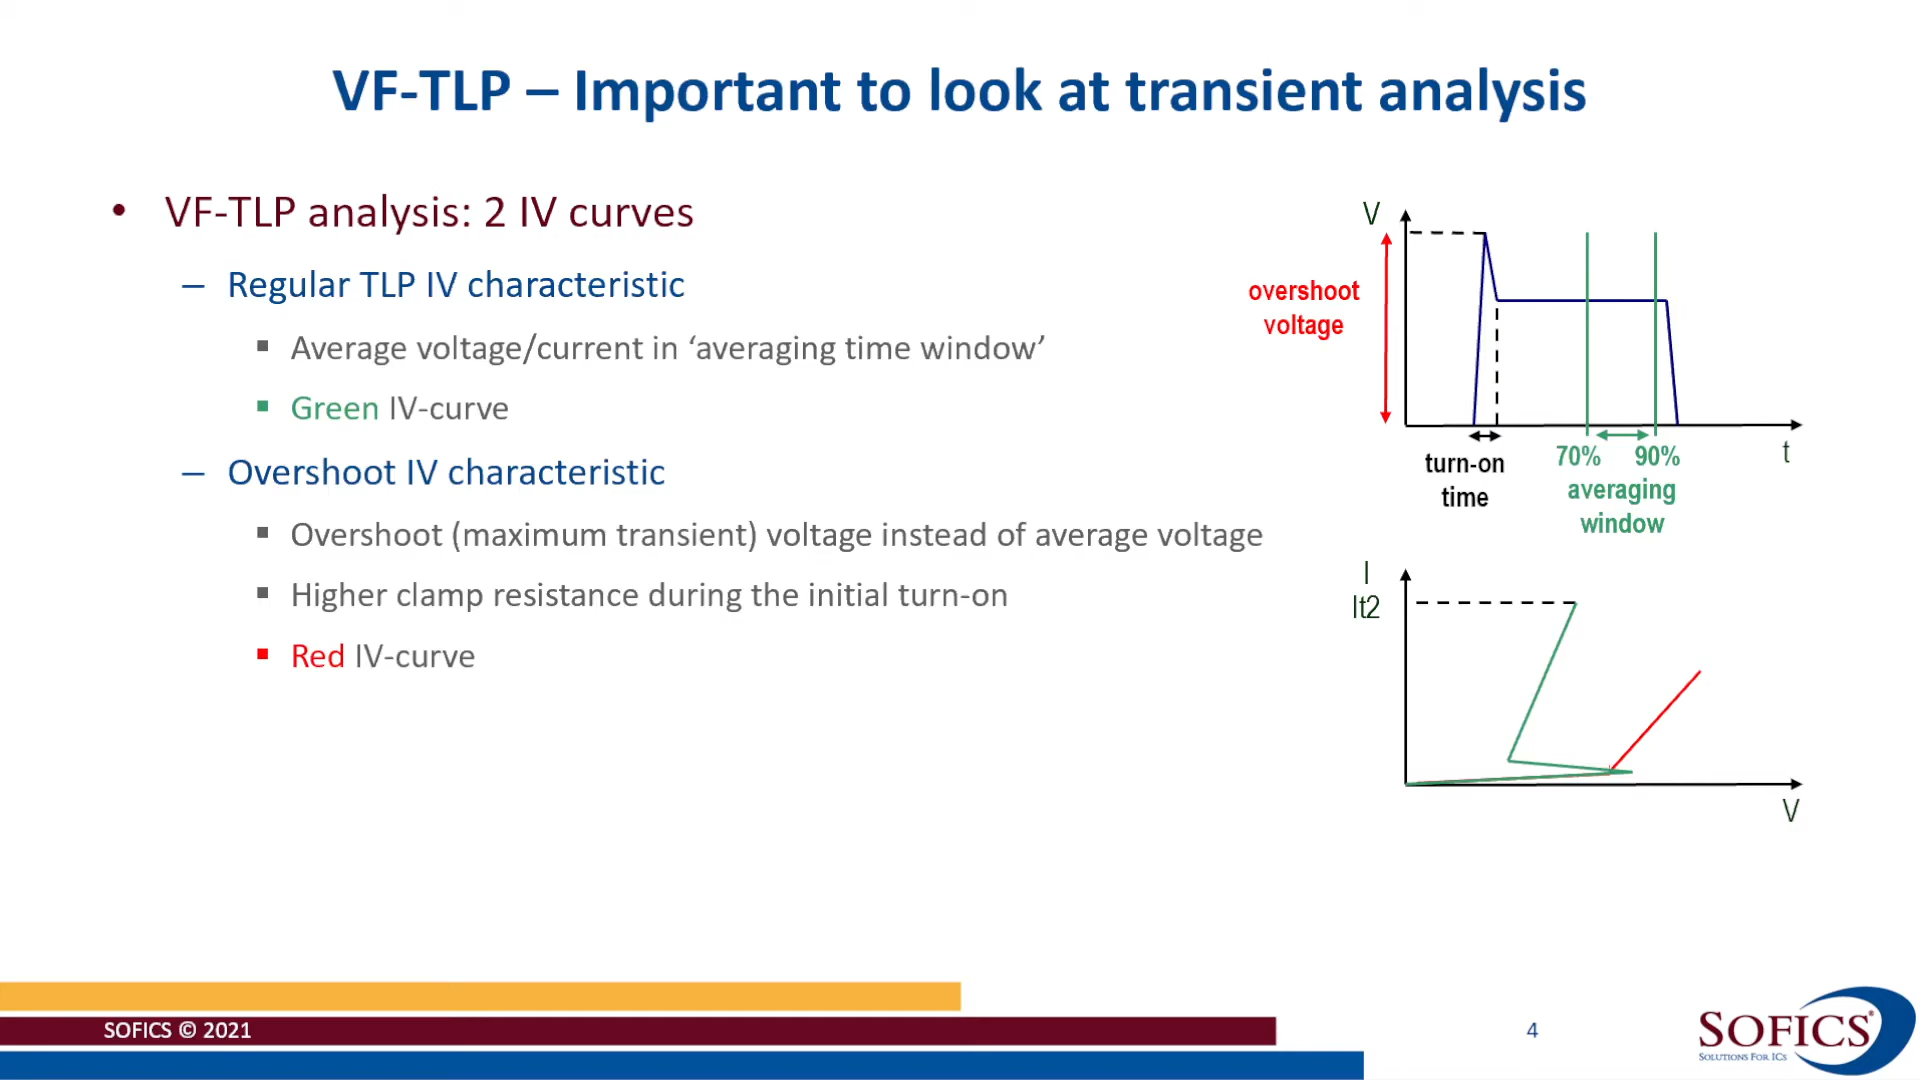 VF-TLP – Important to look at transient analysis
• VF-TLP analysis: 2 IV curves
– Regular TLP IV characteristic
▪ Average voltage/current in ‘averaging time window’
▪ Green IV-curve
– Overshoot IV characteristic
▪ Overshoot (maximum transient) voltage instead of average voltage
▪ Higher clamp resistance during the initial turn-on
▪ Red IV-curve
V
overshoot
voltage
turn-on
time
70% 90%
averaging
window
t
I
It2
V
SOFICS © 2021
4
SOFICS®
SOLUTIONS FOR ICS